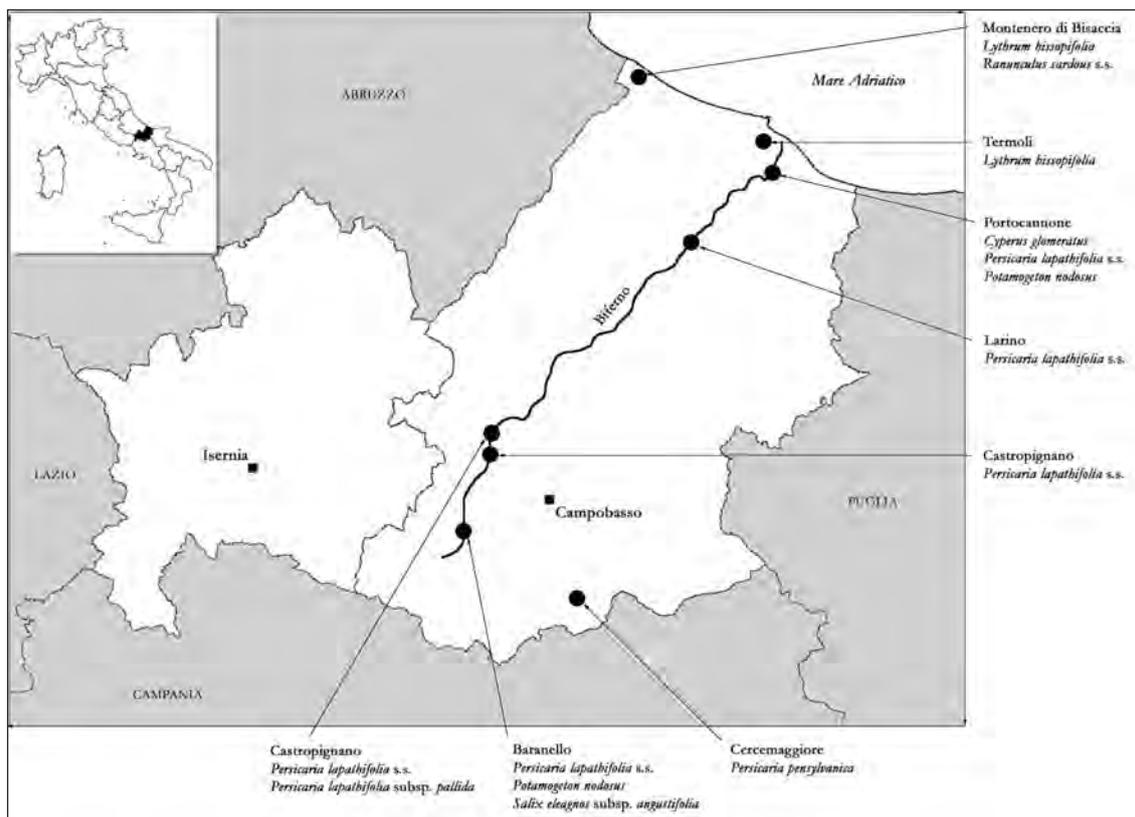 Montenero di Bisaccia
Lythrum hissopifolia
Ranunculus sardous s.s.
ABRUZZO
Mare Adriatico
Termoli
Lythrum hissopifolia
Portocannone
Cyperus glomeratus
Persicaria lapathifolia s.s.
Potamogeton nodosus
Biferno
Larino
Persicaria lapathifolia s.s.
Isernia
LAZIO
Castropignano
Persicaria lapathifolia s.s.
PUGLIA
Campobasso
CAMPANIA
Castropignano
Persicaria lapathifolia s.s.
Persicaria lapathifolia subsp. pallida
Baranello
Persicaria lapathifolia s.s.
Potamogeton nodosus
Salix eleagnos subsp. angustifolia
Cercemaggiore
Persicaria pensylvanica